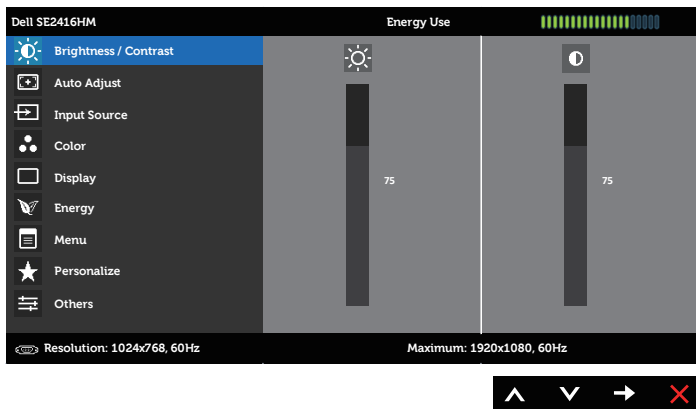 Dell SE2416HM Energy Use
Brightness / Contrast
Auto Adjust
Input Source
Color
Display
75 75
Energy
Menu
Personalize
Others
Resolution: 1024x768, 60Hz Maximum: 1920x1080, 60Hz